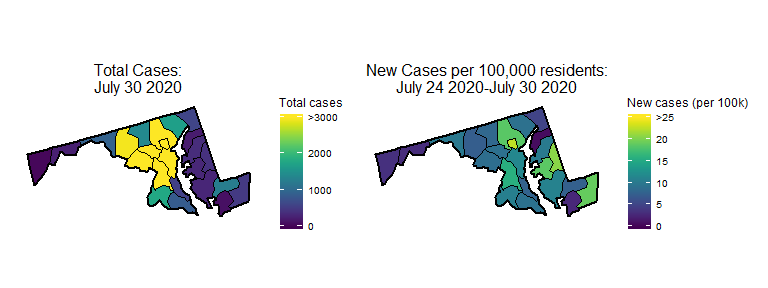 Total Cases:
July 30 2020
Total cases
>3000
2000
1000
0
New Cases per 100,000 residents:
July 24 2020-July 30 2020
New cases (per 100k)
>25
20
15
10
5
0